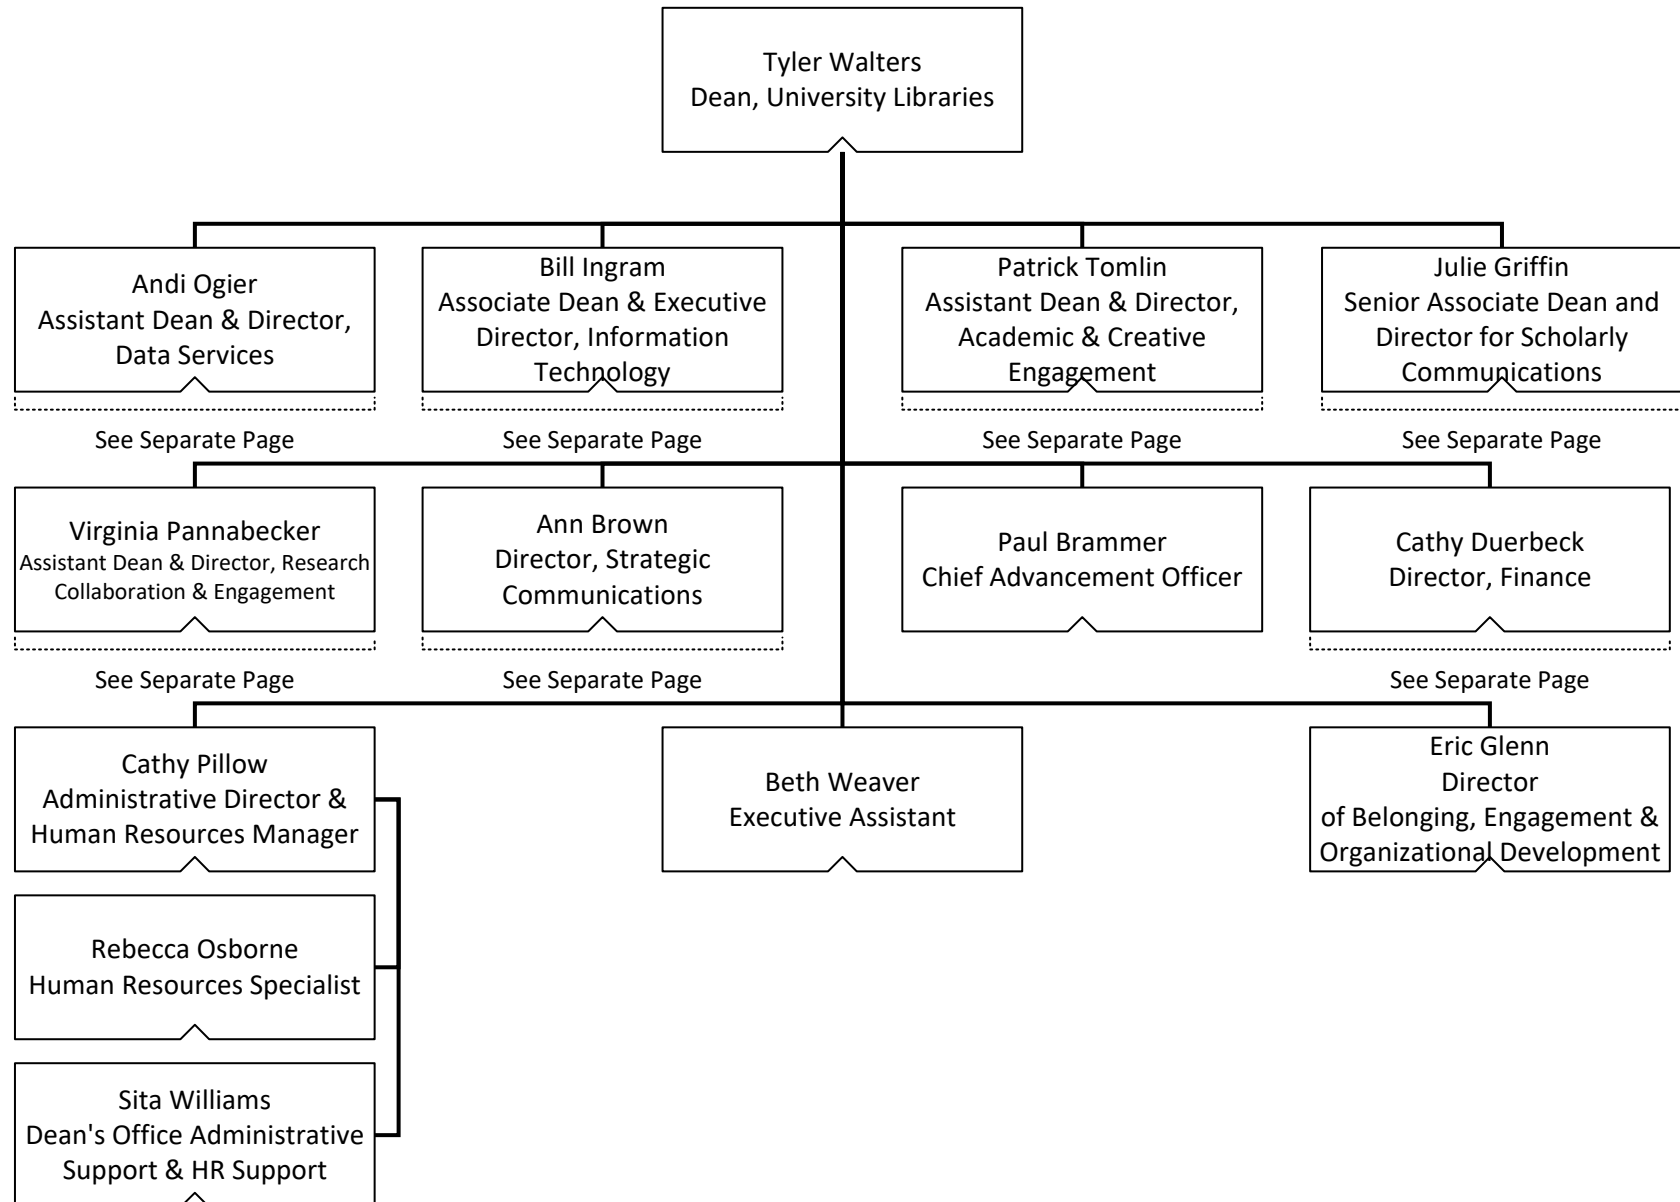 Tyler Walters
Dean, University Libraries
Andi Ogier
Assistant Dean & Director,
Data Services
See Separate Page
Bill Ingram
Associate Dean & Executive
Director, Information
Technology
See Separate Page
Patrick Tomlin
Assistant Dean & Director,
Academic & Creative
Engagement
See Separate Page
Julie Griffin
Senior Associate Dean and
Director for Scholarly
Communications
See Separate Page
Virginia Pannabecker
Assistant Dean & Director, Research
Collaboration & Engagement
See Separate Page
Ann Brown
Director, Strategic
Communications
See Separate Page
Paul Brammer
Chief Advancement Officer
Cathy Duerbeck
Director, Finance
See Separate Page
Cathy Pillow
Administrative Director &
Human Resources Manager
Beth Weaver
Executive Assistant
Eric Glenn
Director
of Belonging, Engagement &
Organizational Development
Rebecca Osborne
Human Resources Specialist
Sita Williams
Dean's Office Administrative
Support & HR Support